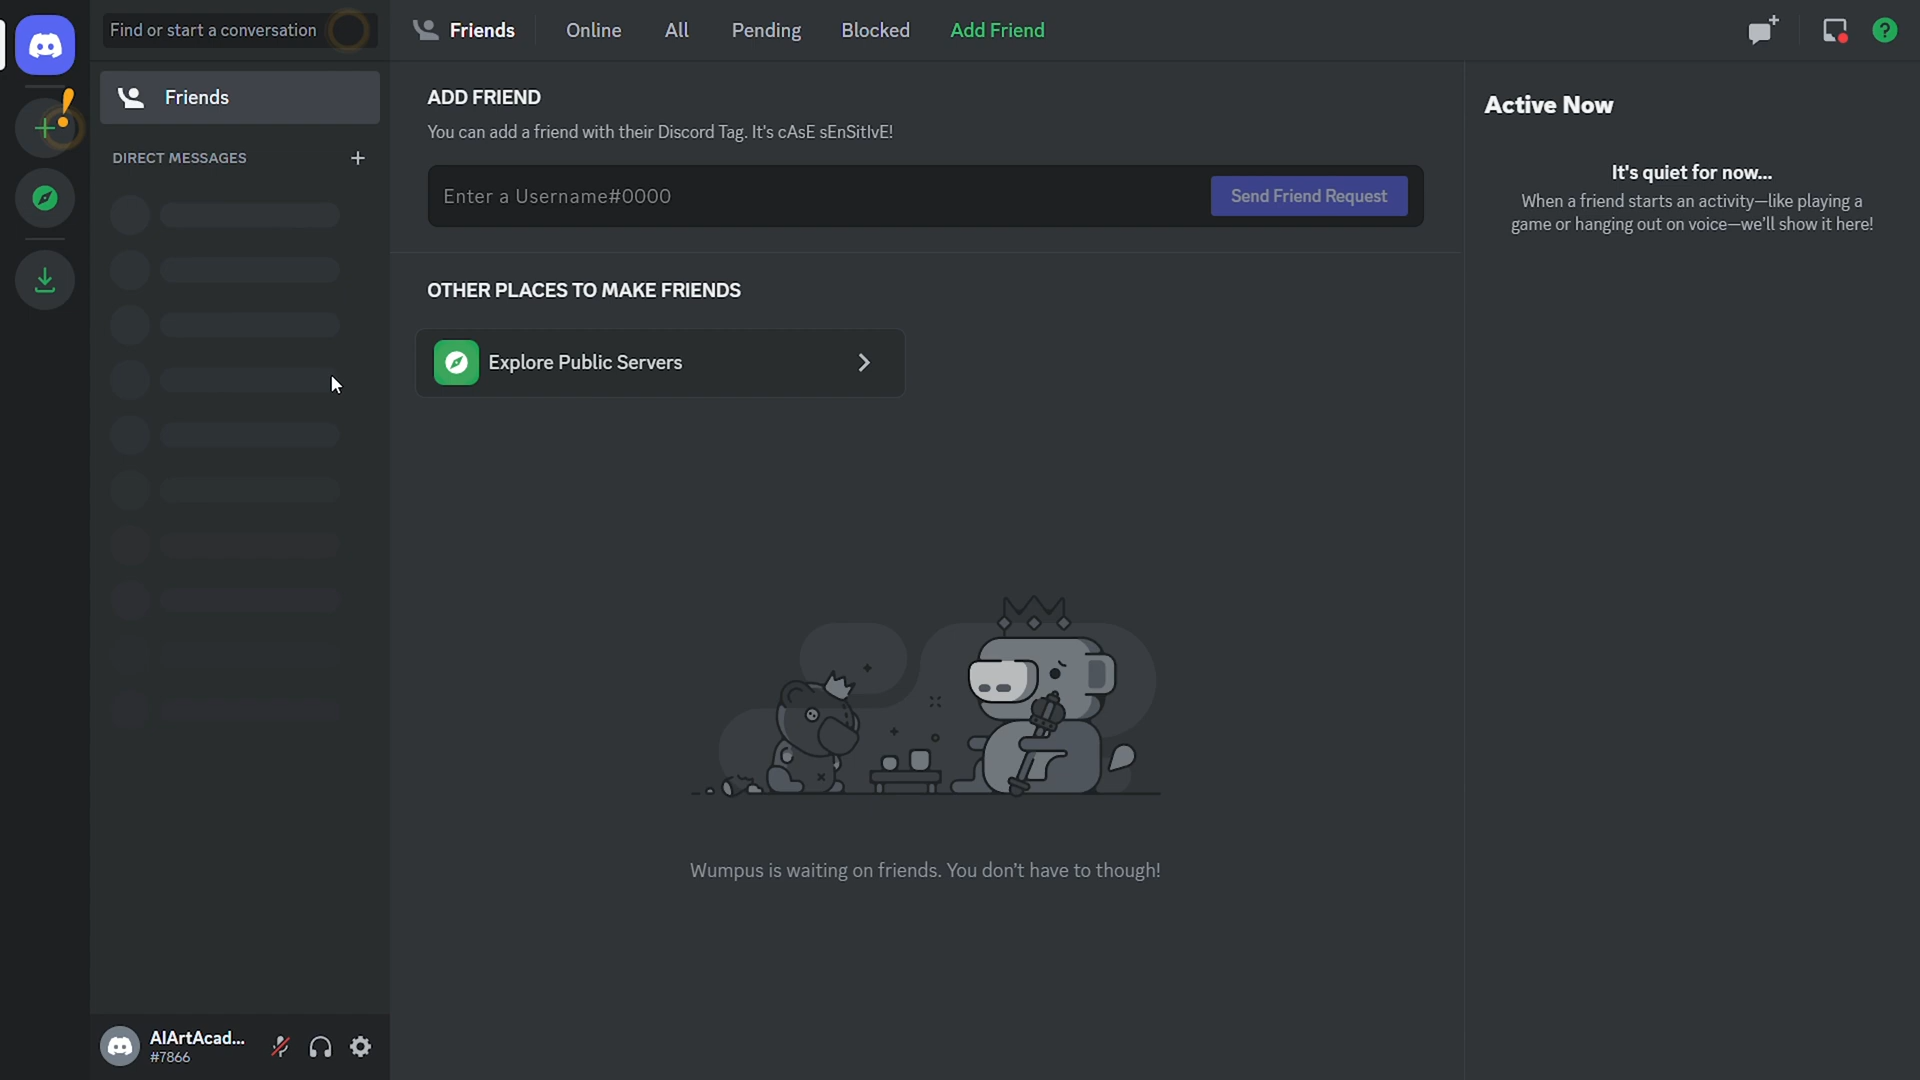 Find or start a conversation
Friends
Online
All
Pending
Blocked
Add Friend
Friends
DIRECT MESSAGES
ADD FRIEND
You can add a friend with their Discord Tag. It's cAsE sEnSitIvE!
Enter a Username#0000
Send Friend Request
OTHER PLACES TO MAKE FRIENDS
Explore Public Servers
Wumpus is waiting on friends. You don't have to though!
Active Now
It's quiet for now...
When a friend starts an activity—like playing a
game or hanging out on voice—we'll show it here!
AIArtAcad...
#7866